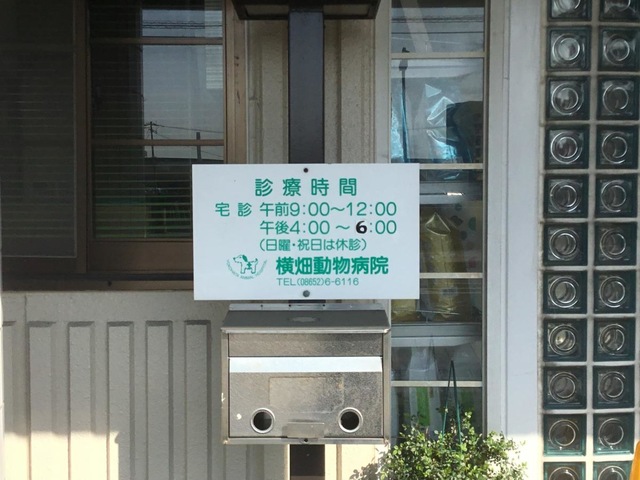 診療時間
宅診 午前9:00〜12:00
午後4:00〜6:00
(日曜・祝日は休診)
横畑動物病院
TEL(08652)6-6116